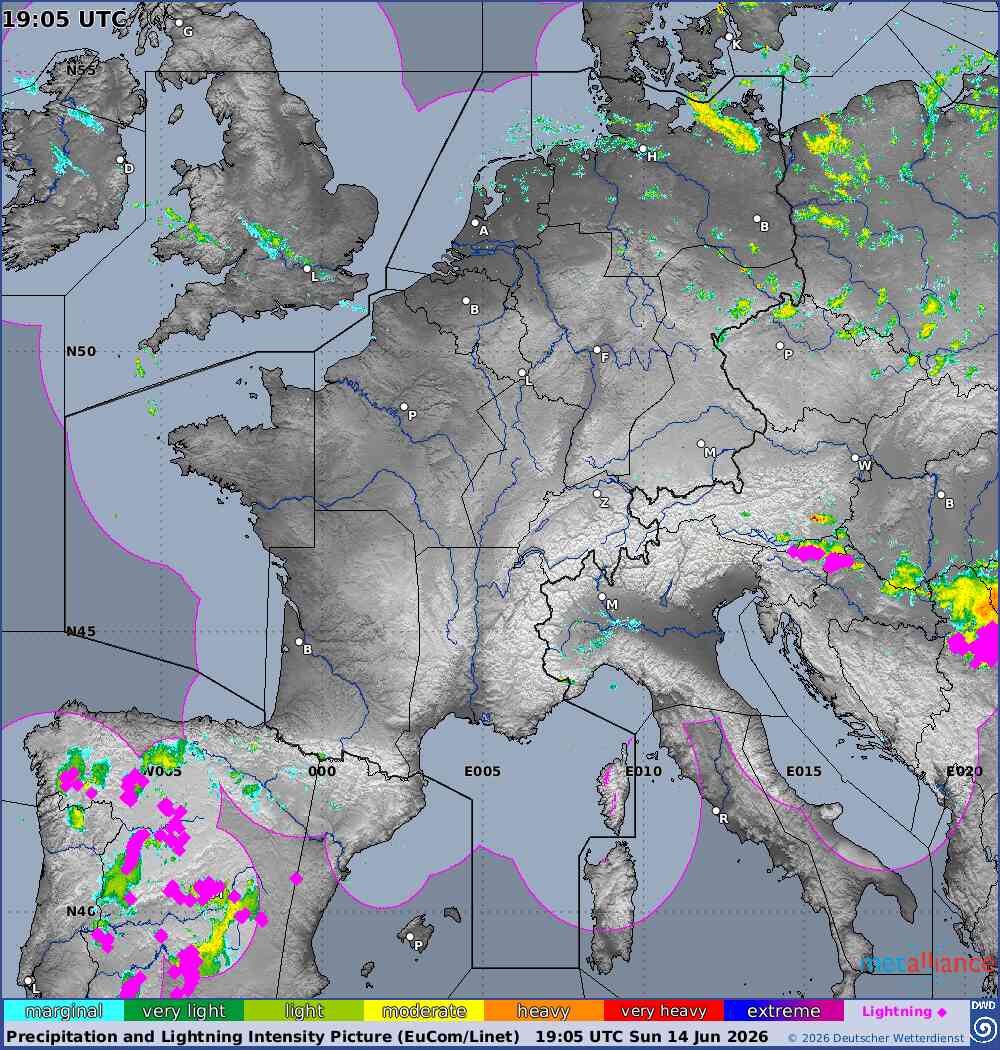 19:05 UTC
G
K
N55
H
D
A
B
L
B
N50
F
P
L
P
M
W
Z
B
M
N45
B
W005
000
E005
E010
E015
E020
R
N40
P
L
metalliance
marginal very light light moderate heavy very heavy extreme Lightning
DWD
Precipitation and Lightning Intensity Picture (EuCom/Linet) 19:05 UTC Sun 14 Jun 2026 © 2026 Deutscher Wetterdienst